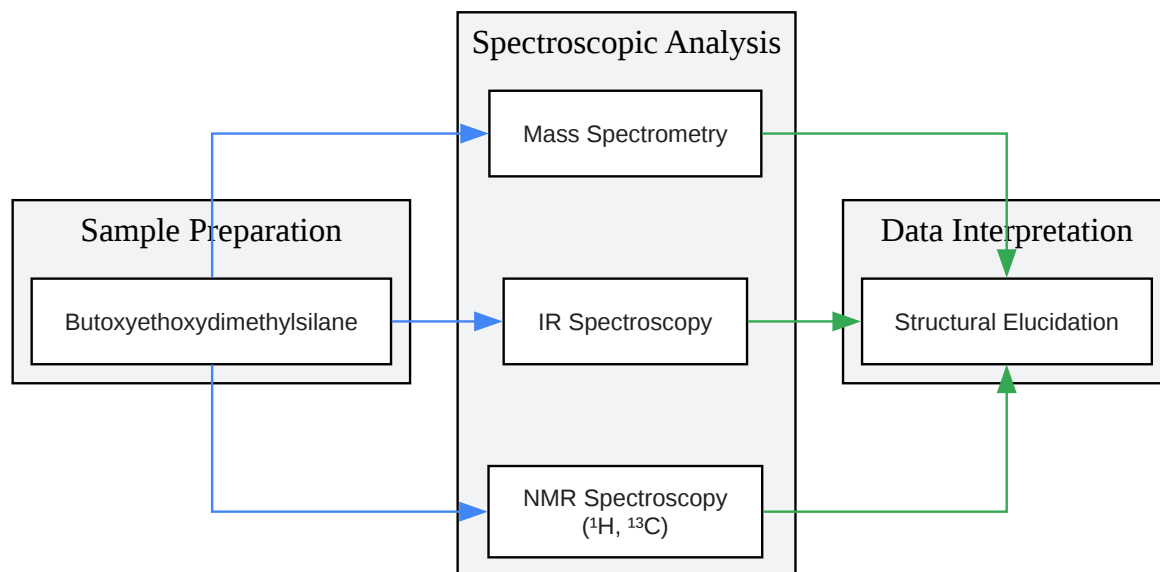 Spectroscopic Analysis
Mass Spectrometry
Sample Preparation
Butoxyethoxydimethylsilane
IR Spectroscopy
Data Interpretation
Structural Elucidation
NMR Spectroscopy
(¹H, ¹³C)